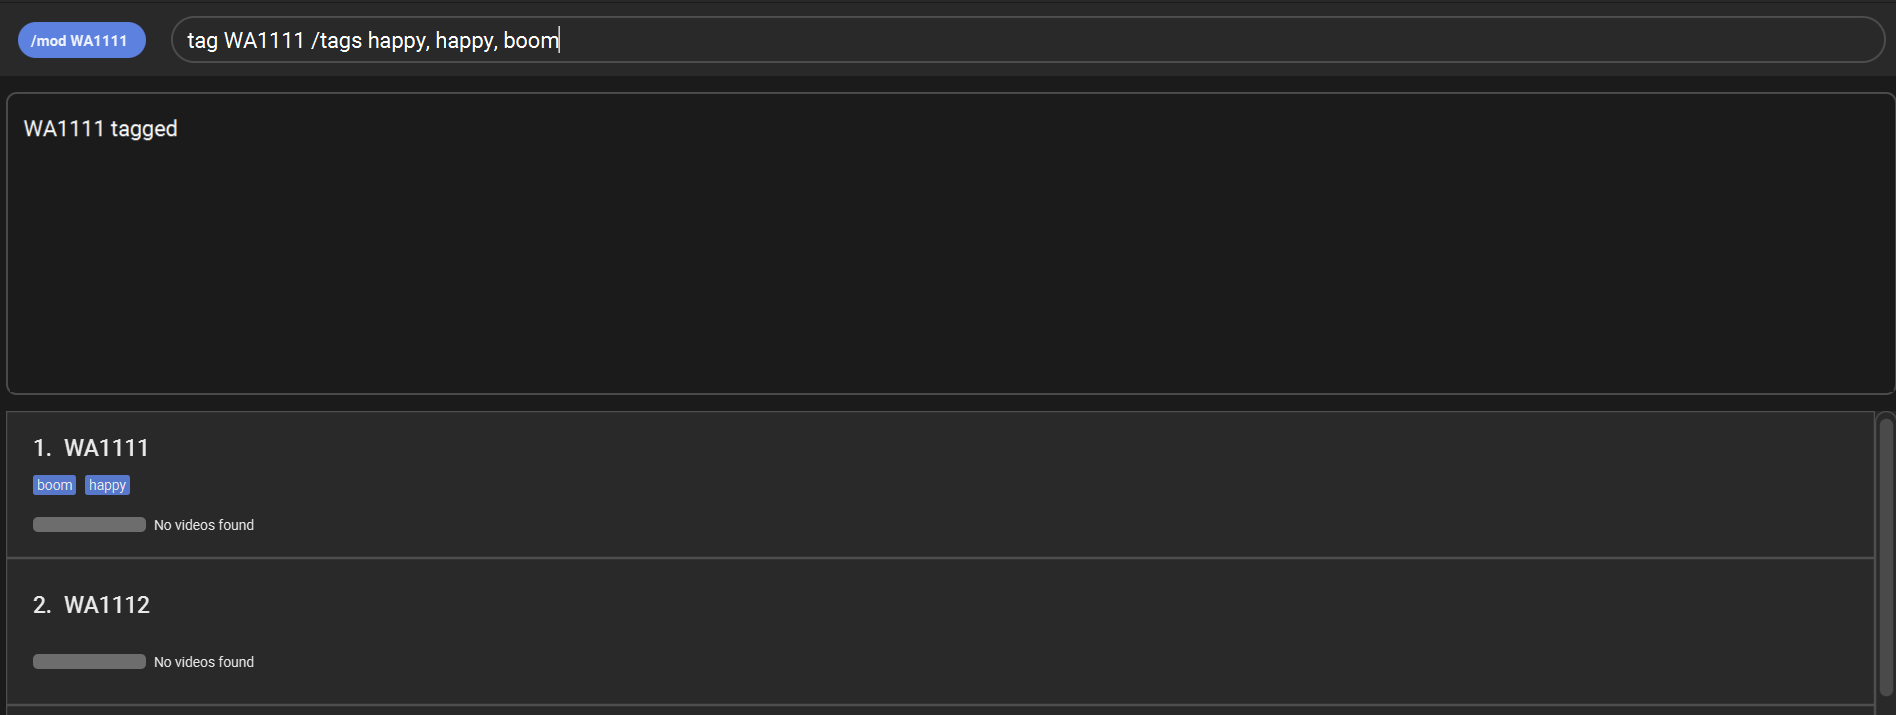 /mod WA1111
tag WA1111 /tags happy, happy, boom
WA1111 tagged
1. WA1111
boom happy
No videos found
2. WA1112
No videos found